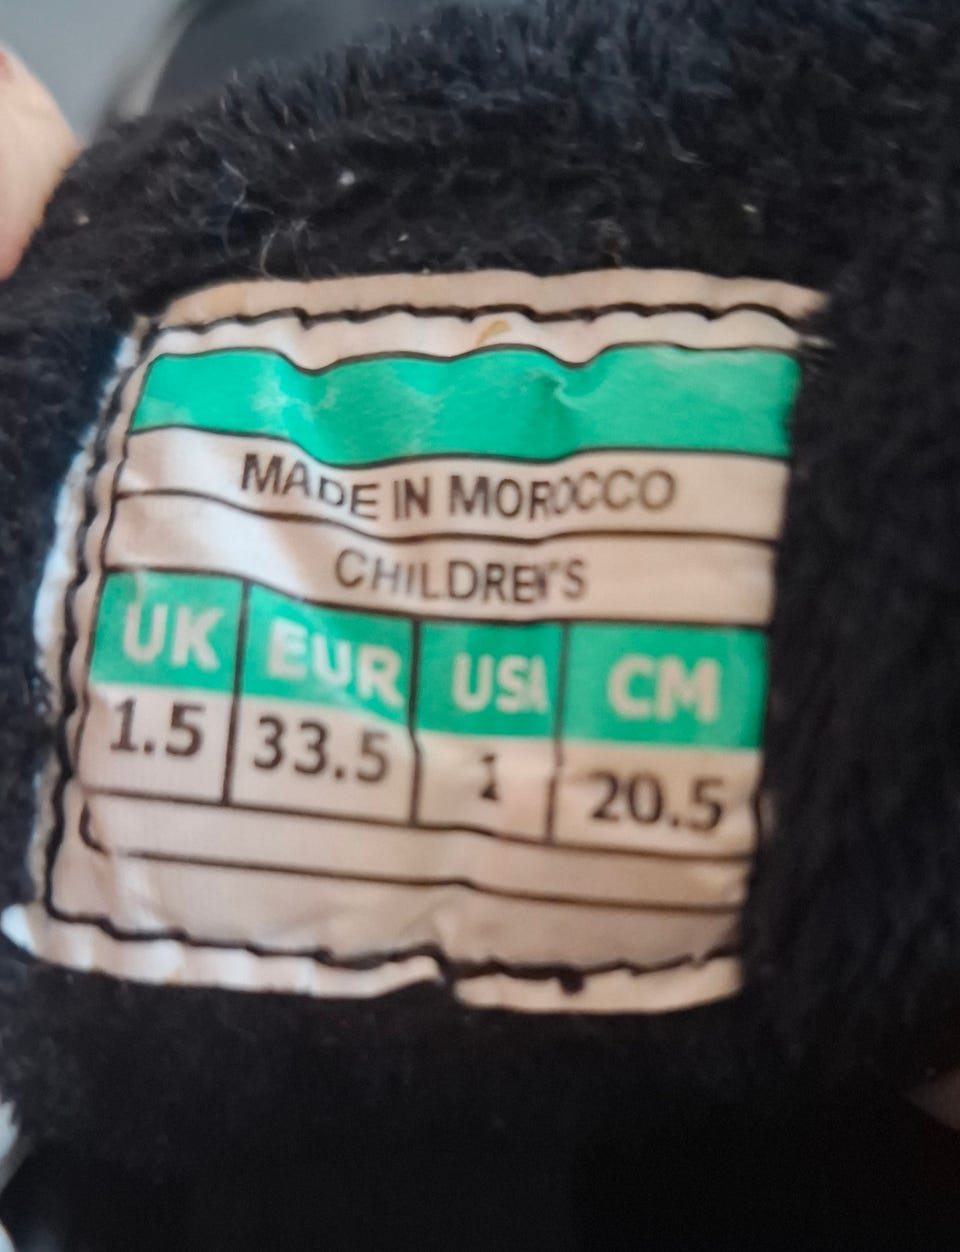 MADE IN MOROCCO
CHILDREN'S
UK EUR USA CM
1.5 33.5 1 20.5